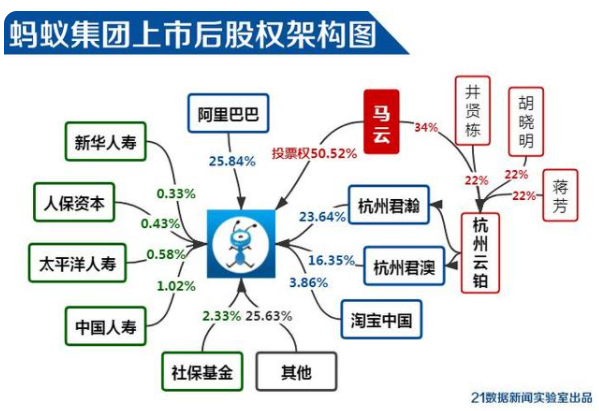 蚂蚁集团上市后股权架构图
阿里巴巴
25.84%
马云
投票权50.52%
34%
井贤栋
22%
胡晓明
22%
蒋芳
22%
新华人寿
0.33%
人保资本
0.43%
太平洋人寿
0.58%
中国人寿
1.02%
杭州君瀚
23.64%
杭州君澳
16.35%
杭州云铂
淘宝中国
3.86%
社保基金
2.33%
其他
25.63%
21数据新闻实验室出品